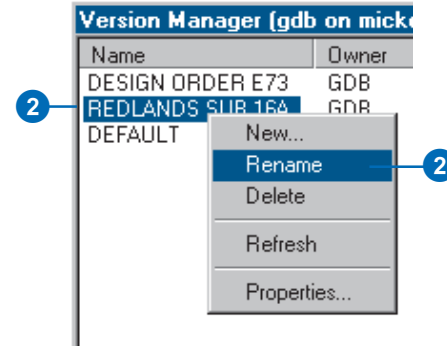 Version Manager (gdb on micke
Name Owner
DESIGN ORDER E73 GDB
2 REDLANDS SUB 16A GDB
DEFAULT
New...
Rename 2
Delete
Refresh
Properties...